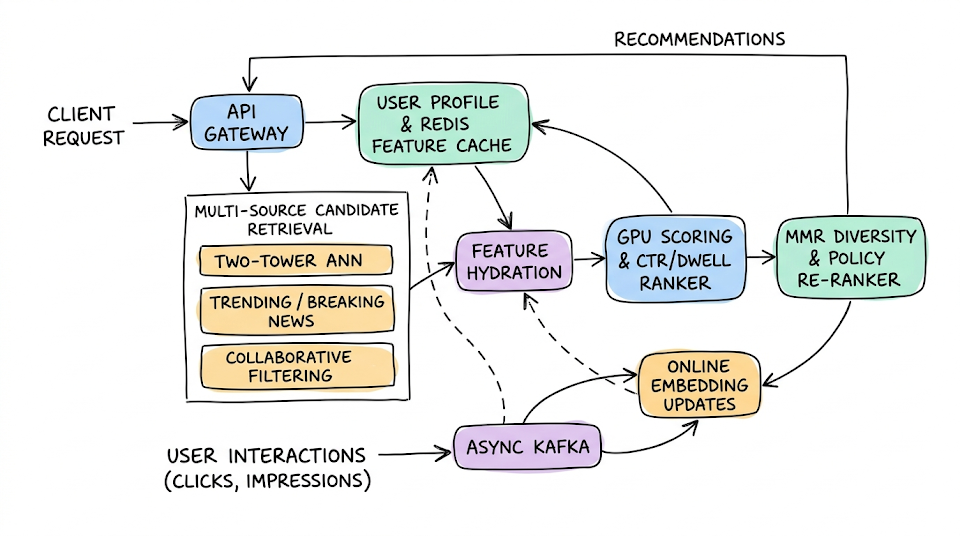 RECOMMENDATIONS
CLIENT
REQUEST
API
GATEWAY
USER PROFILE
& REDIS
FEATURE CACHE
MULTI-SOURCE CANDIDATE
RETRIEVAL
TWO-TOWER ANN
TRENDING / BREAKING
NEWS
COLLABORATIVE
FILTERING
FEATURE
HYDRATION
GPU SCORING
& CTR/DWELL
RANKER
MMR DIVERSITY
& POLICY
RE-RANKER
ONLINE
EMBEDDING
UPDATES
ASYNC KAFKA
USER INTERACTIONS
(CLICKS, IMPRESSIONS)